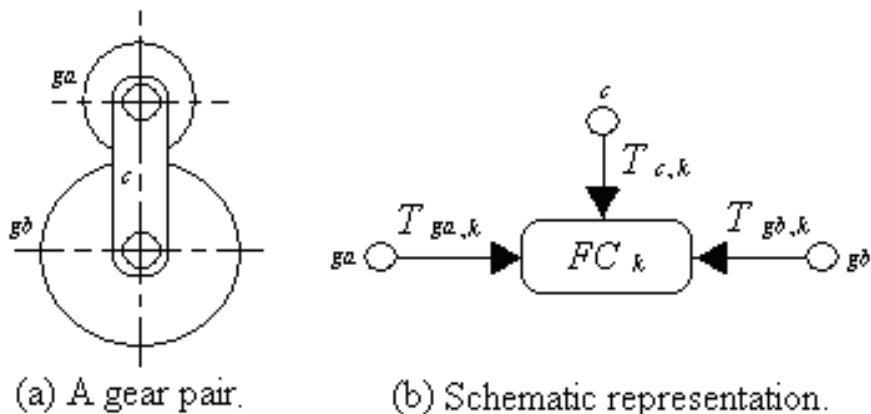 ga
c
gb
(a) A gear pair.
c
T c,k
T ga,k
T gb,k
ga
FC k
gb
(b) Schematic representation.